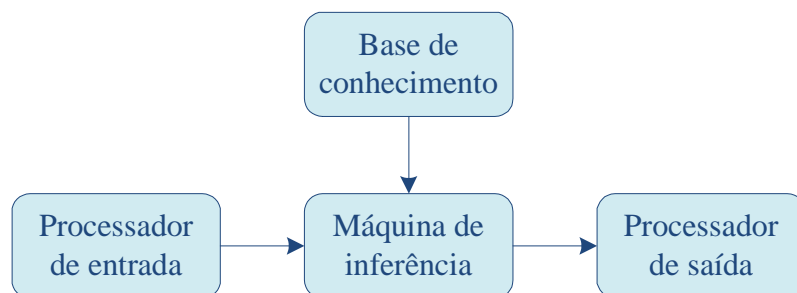 Base de
conhecimento
Processador
de entrada
Máquina de
inferência
Processador
de saída